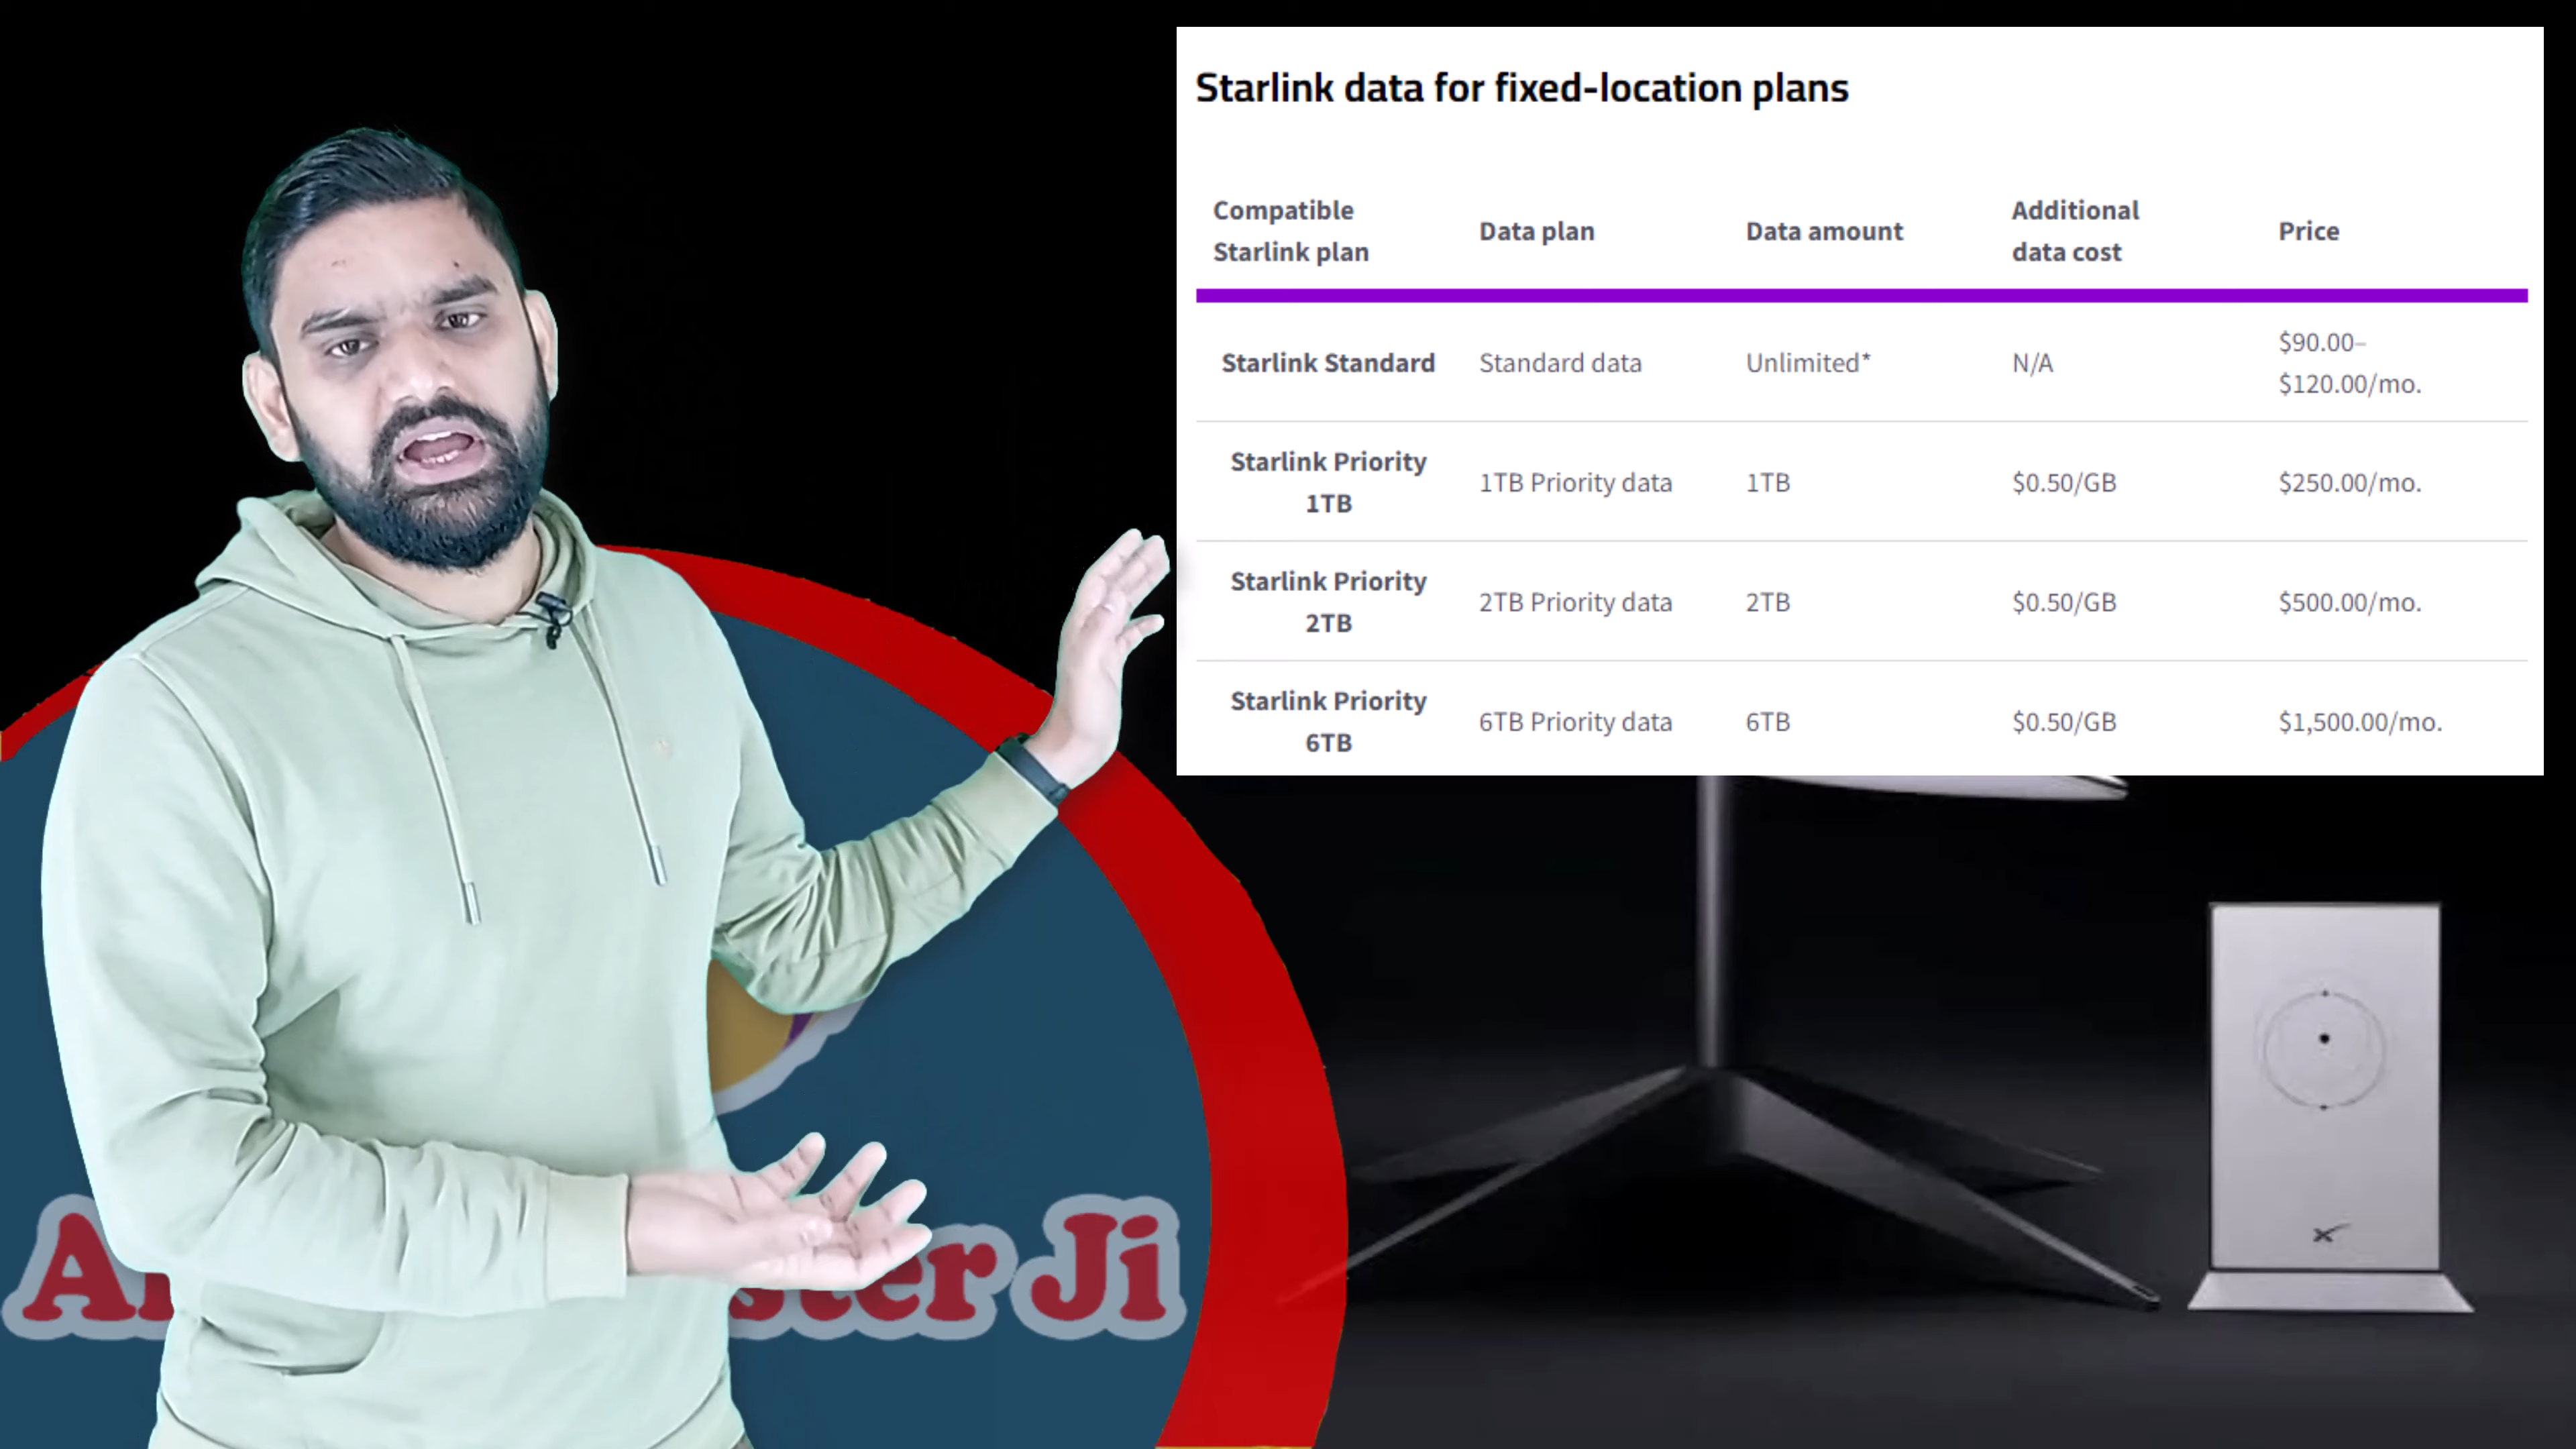 Starlink data for fixed-location plans
Compatible
Starlink plan
Data plan
Data amount
Additional
data cost
Price
Starlink Standard
Standard data
Unlimited*
N/A
$90.00–
$120.00/mo.
Starlink Priority
1TB
1TB Priority data
1TB
$0.50/GB
$250.00/mo.
Starlink Priority
2TB
2TB Priority data
2TB
$0.50/GB
$500.00/mo.
Starlink Priority
6TB
6TB Priority data
6TB
$0.50/GB
$1,500.00/mo.
Ji